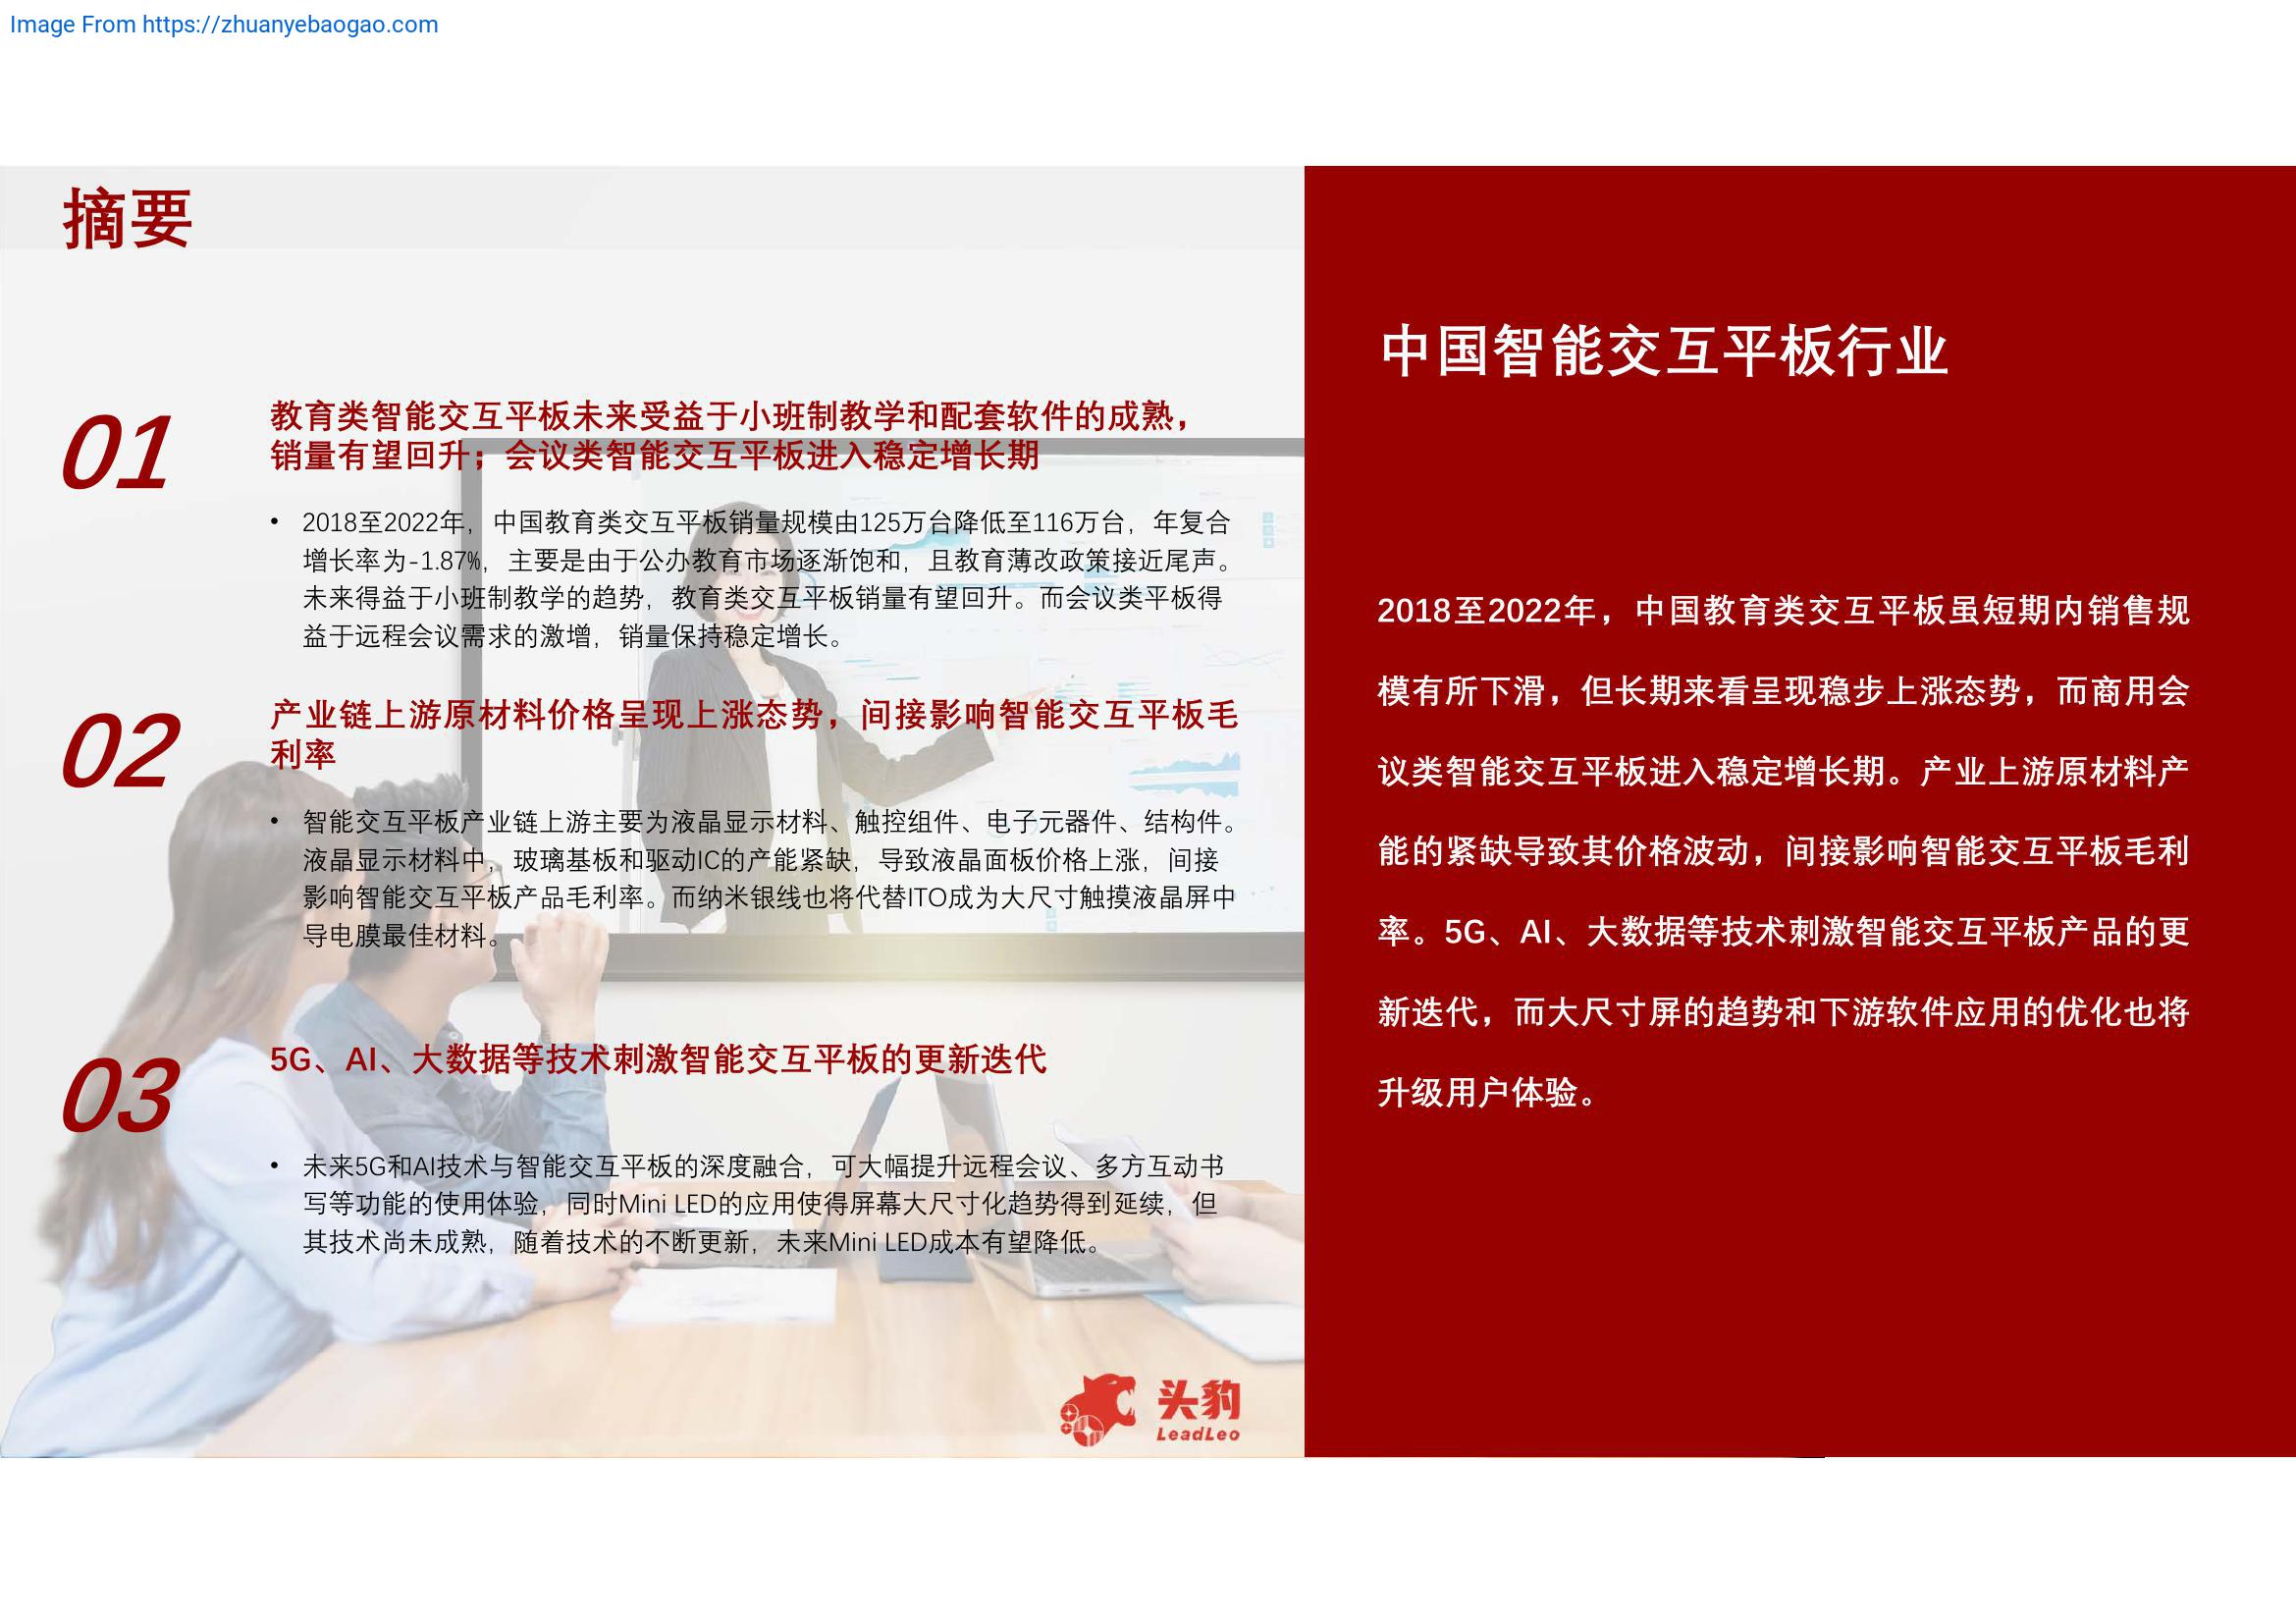 Image From https://zhuanyebaogao.com
摘要
01
教育类智能交互平板未来受益于小班制教学和配套软件的成熟，
销量有望回升；会议类智能交互平板进入稳定增长期
• 2018至2022年，中国教育类交互平板销量规模由125万台降低至116万台，年复合
增长率为-1.87%，主要是由于公办教育市场逐渐饱和，且教育薄改政策接近尾声。
未来得益于小班制教学的趋势，教育类交互平板销量有望回升。而会议类平板得
益于远程会议需求的激增，销量保持稳定增长。
02
产业链上游原材料价格呈现上涨态势，间接影响智能交互平板毛
利率
• 智能交互平板产业链上游主要为液晶显示材料、触控组件、电子元器件、结构件。
液晶显示材料中，玻璃基板和驱动IC的产能紧缺，导致液晶面板价格上涨，间接
影响智能交互平板产品毛利率。而纳米银线也将代替ITO成为大尺寸触摸液晶屏中
导电膜最佳材料。
03
5G、AI、大数据等技术刺激智能交互平板的更新迭代
• 未来5G和AI技术与智能交互平板的深度融合，可大幅提升远程会议、多方互动书
写等功能的使用体验，同时Mini LED的应用使得屏幕大尺寸化趋势得到延续，但
其技术尚未成熟，随着技术的不断更新，未来Mini LED成本有望降低。
头豹
LeadLeo
中国智能交互平板行业
2018至2022年，中国教育类交互平板虽短期内销售规
模有所下滑，但长期来看呈现稳步上涨态势，而商用会
议类智能交互平板进入稳定增长期。产业上游原材料产
能的紧缺导致其价格波动，间接影响智能交互平板毛利
率。5G、AI、大数据等技术刺激智能交互平板产品的更
新迭代，而大尺寸屏的趋势和下游软件应用的优化也将
升级用户体验。